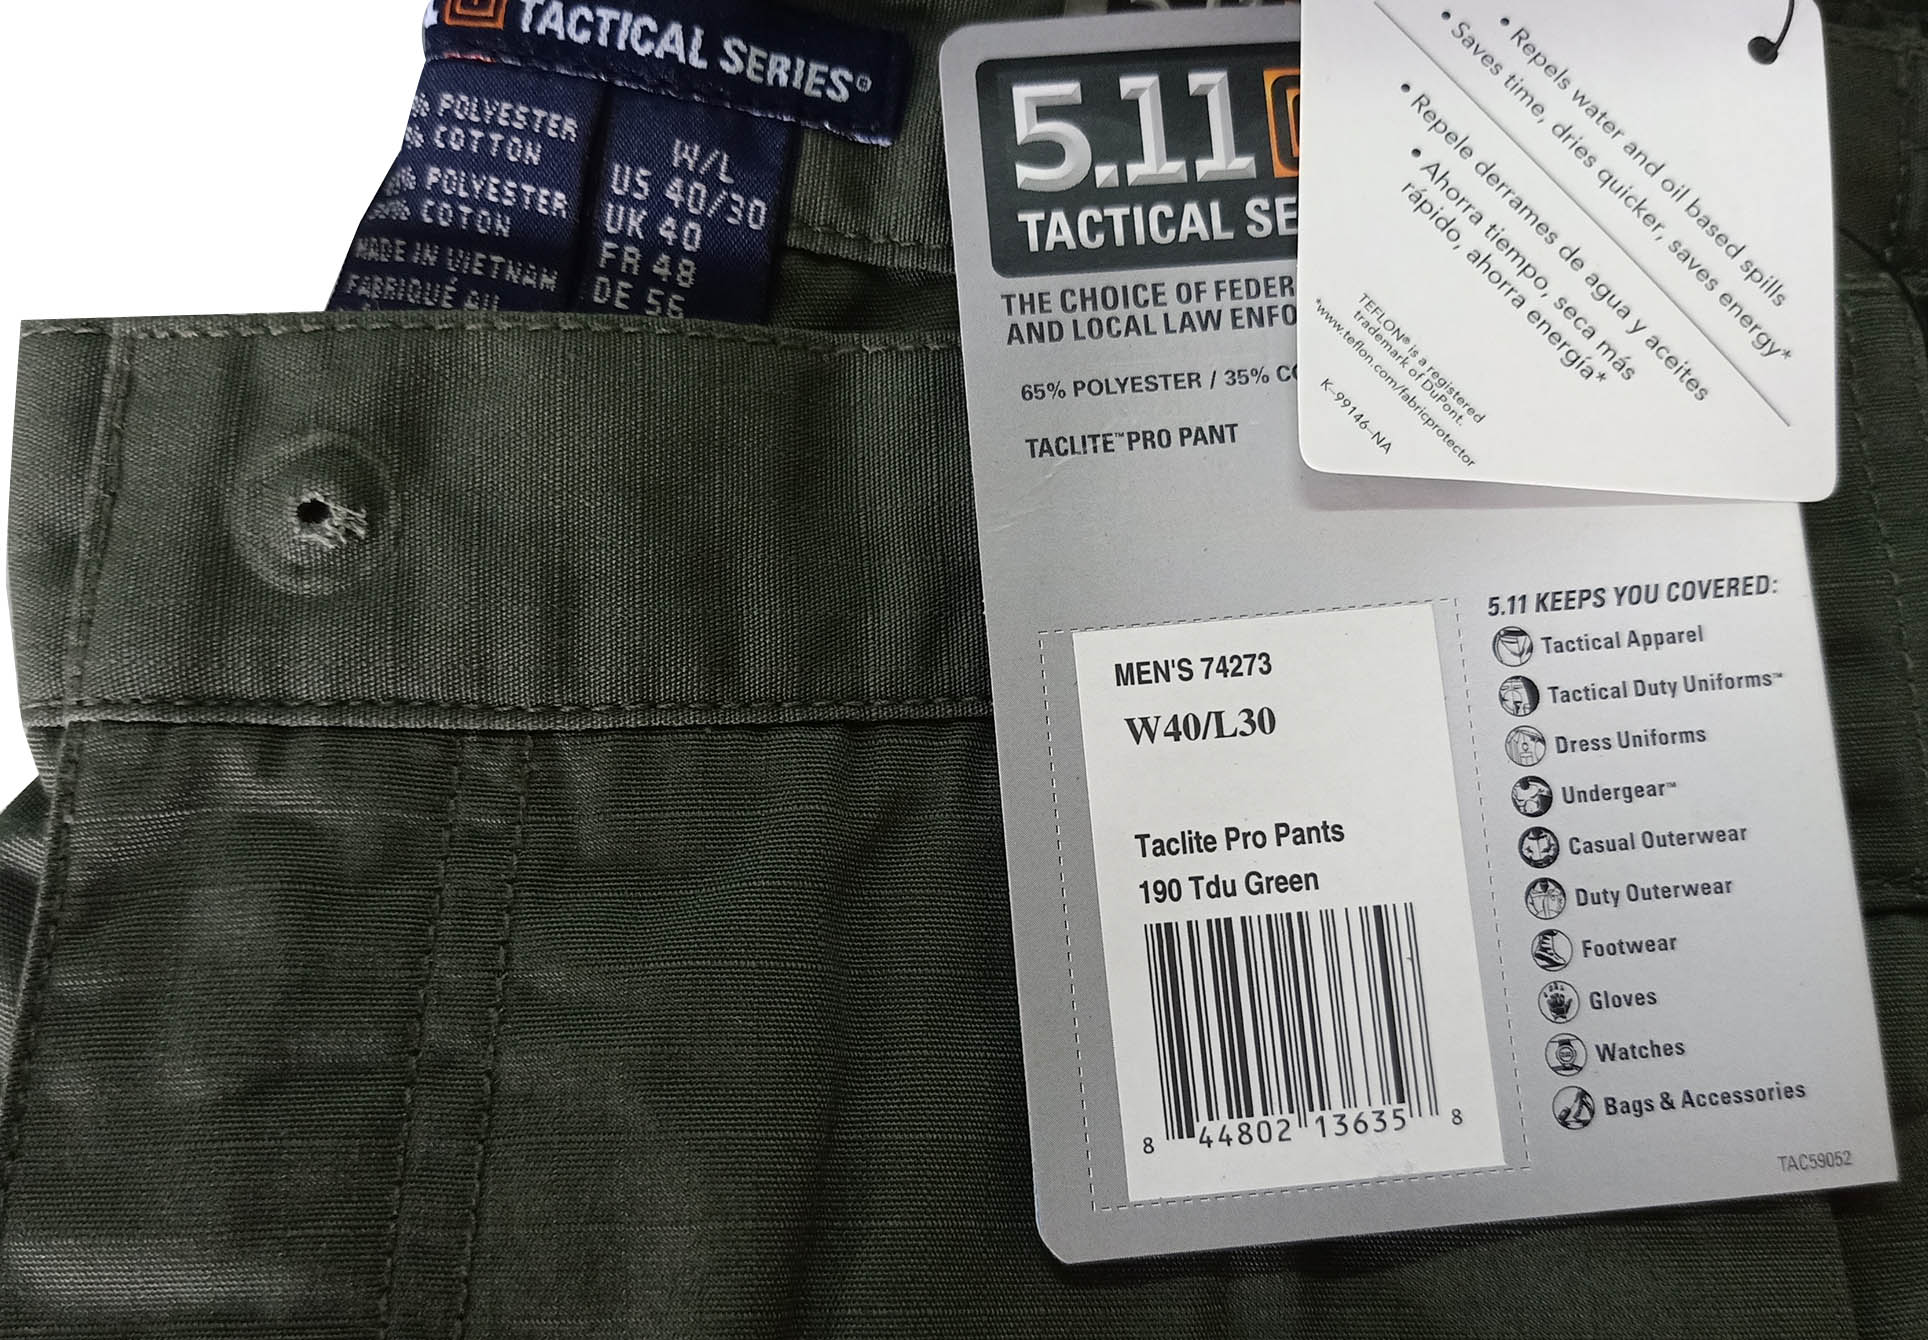 TACTICAL SERIES®
% POLYESTER
% COTTON
% POLYESTER
% COTON
MADE IN VIETNAM
FABRIQUÉ AU
W/L
US 40/30
UK 40
FR 48
DE 56
5.11
TACTICAL SE
THE CHOICE OF FEDER
AND LOCAL LAW ENFO
65% POLYESTER / 35% CO
TACLITE™ PRO PANT
• Repels water and oil based spills
• Saves time, dries quicker, saves energy*
• Repele derrames de agua y aceites
• Ahorra tiempo, seca más
rápido, ahorra energía*
TEFLON® is a registered
trademark of DuPont.
*www.teflon.com/fabricprotector
K-99146-NA
MEN'S 74273
W40/L30
Taclite Pro Pants
190 Tdu Green
8 44802 13635 8
5.11 KEEPS YOU COVERED:
Tactical Apparel
Tactical Duty Uniforms™
Dress Uniforms
Undergear™
Casual Outerwear
Duty Outerwear
Footwear
Gloves
Watches
Bags & Accessories
TAC59052